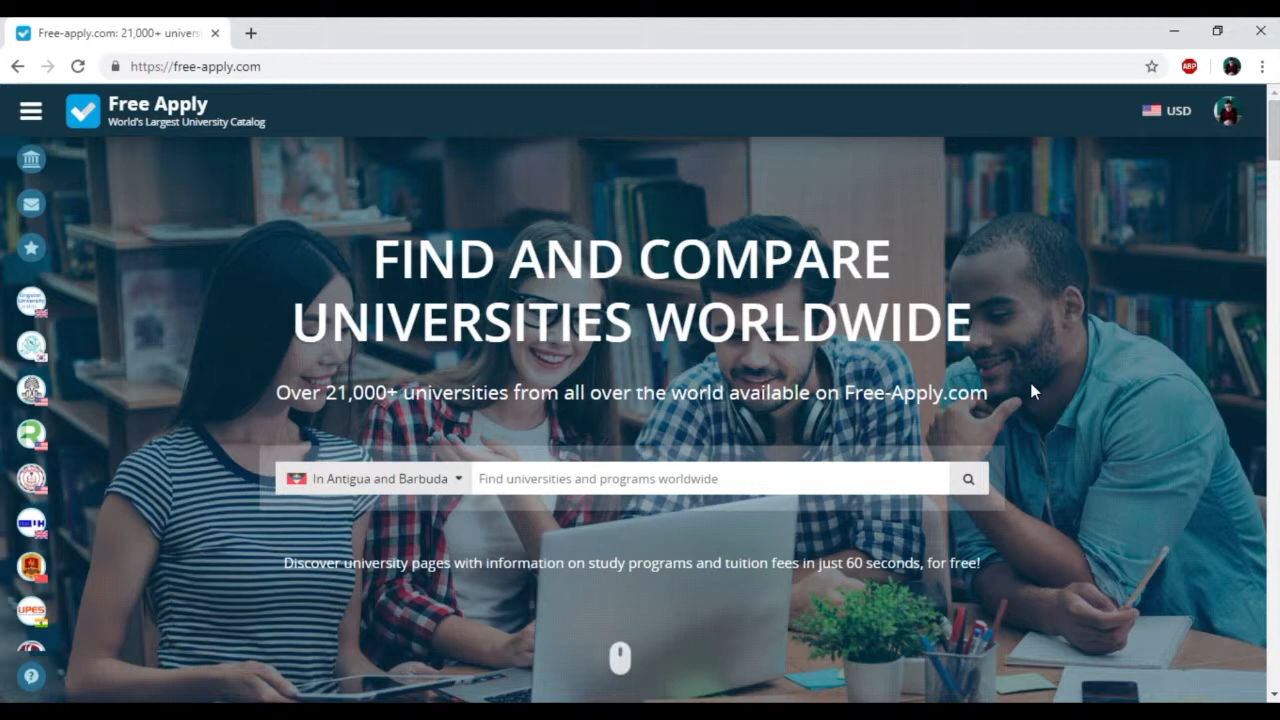 Free-apply.com: 21,000+ univers
https://free-apply.com
ABP
Free Apply
World's Largest University Catalog
USD
FIND AND COMPARE
UNIVERSITIES WORLDWIDE
Over 21,000+ universities from all over the world available on Free-Apply.com
In Antigua and Barbuda
Find universities and programs worldwide
Discover university pages with information on study programs and tuition fees in just 60 seconds, for free!
UPES